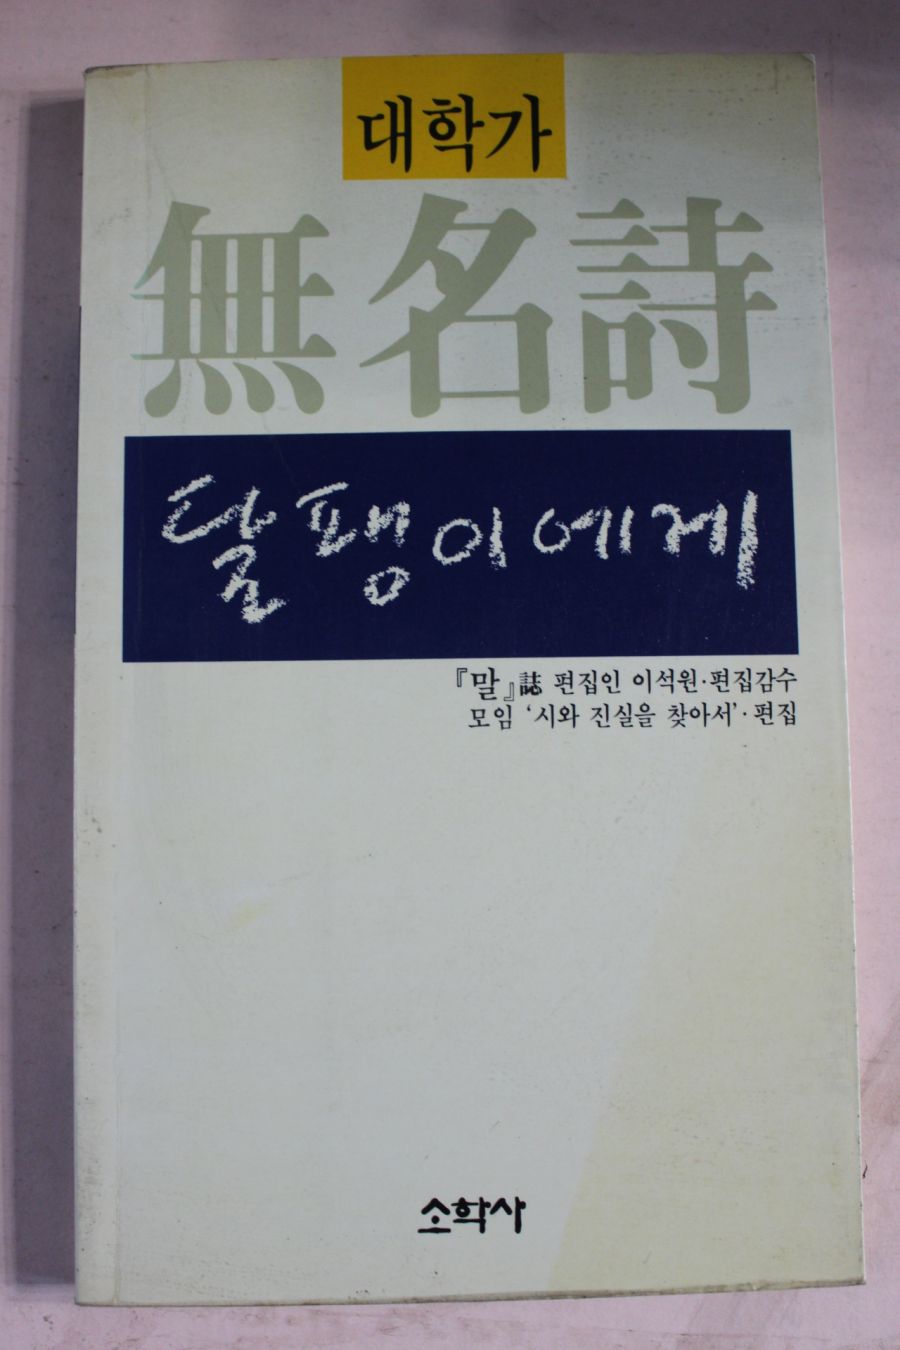 대학가
無名詩
달팽이에게
『말』誌 편집인 이석원·편집감수
모임 '시와 진실을 찾아서'·편집
소학사